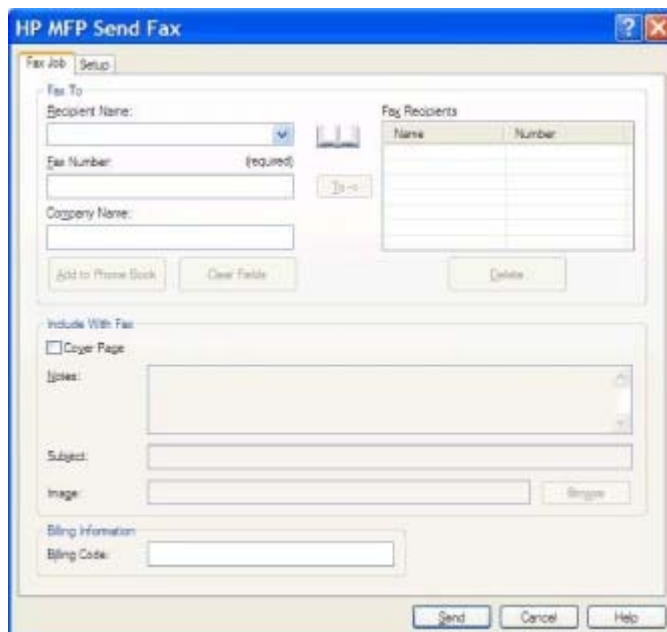 HP MFP Send Fax
Fax Job Setup
Fax To
Recipient Name:
Fax Recipients
Name Number
Fax Number: (required)
To ->
Company Name:
Add to Phone Book Clear Fields Delete
Include With Fax
Cover Page
Notes:
Subject:
Image: Browse
Billing Information
Billing Code:
Send Cancel Help